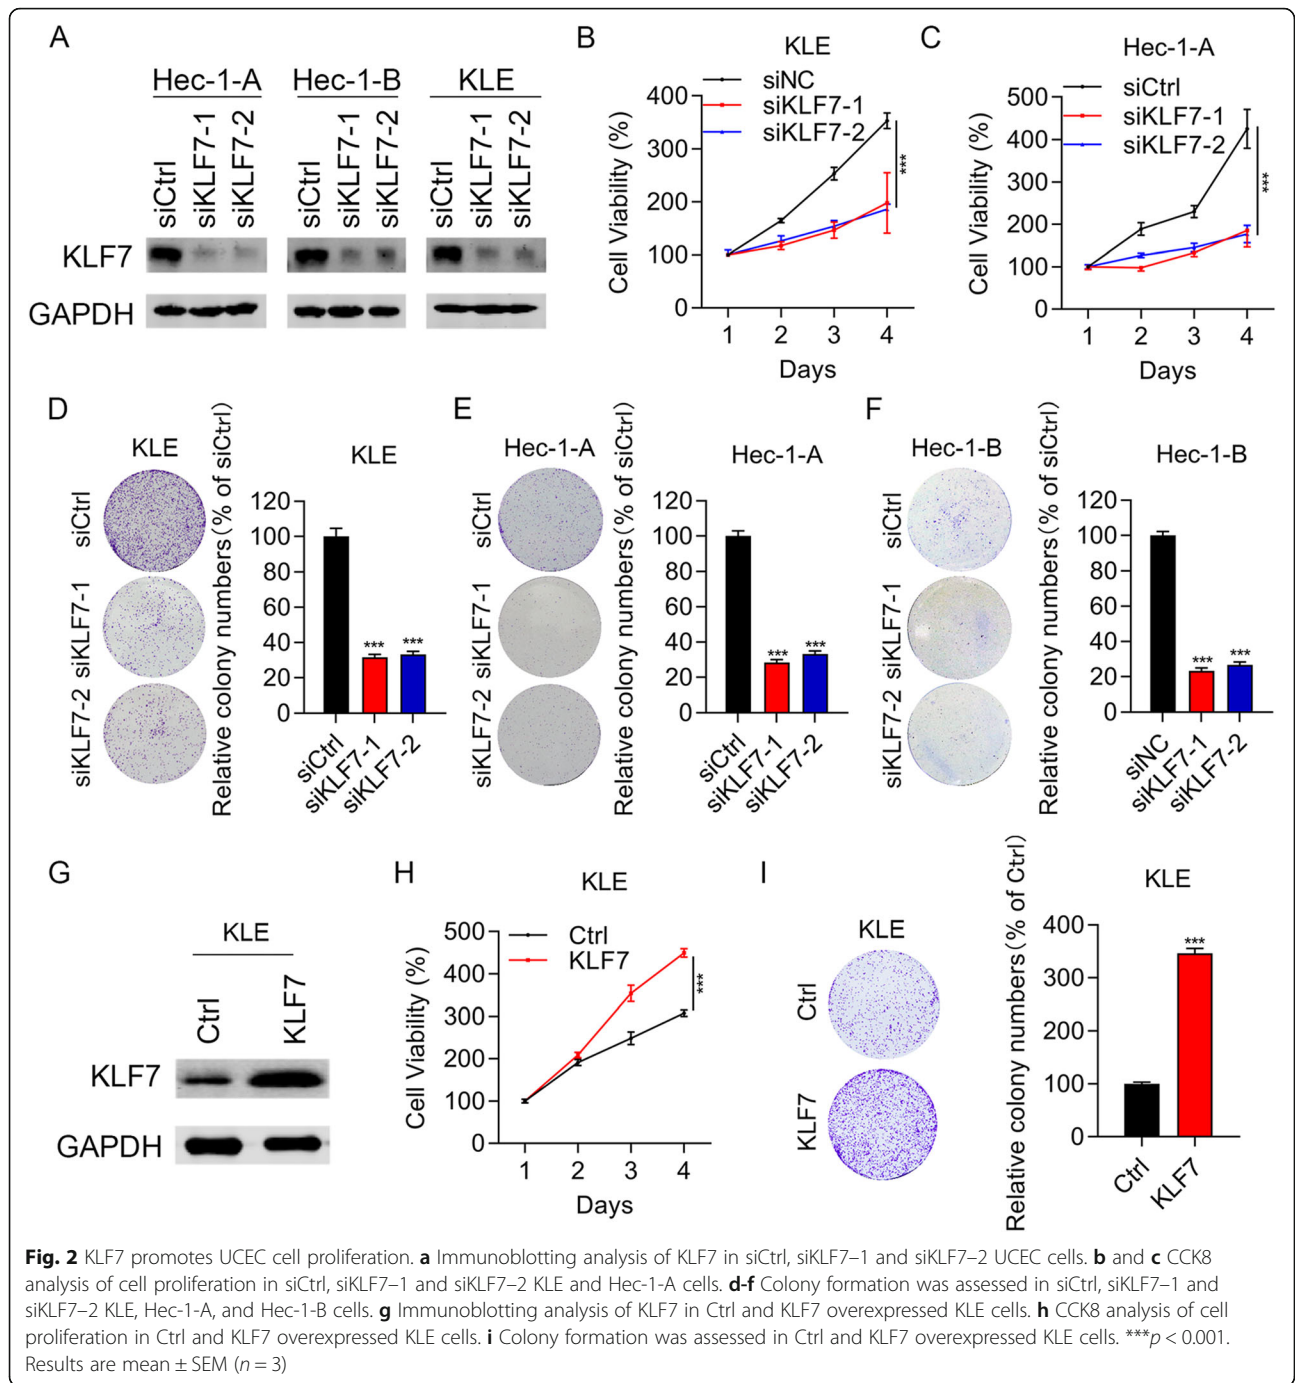 A
Hec-1-A Hec-1-B KLE
siCtrl siKLF7-1 siKLF7-2 siCtrl siKLF7-1 siKLF7-2 siCtrl siKLF7-1 siKLF7-2
KLF7
GAPDH
B
KLE
siNC
siKLF7-1
siKLF7-2
Cell Viability (%)
400
300
200
100
0
***
1 2 3 4
Days
C
Hec-1-A
siCtrl
siKLF7-1
siKLF7-2
Cell Viability (%)
500
400
300
200
100
0
***
1 2 3 4
Days
D
KLE
siCtrl
siKLF7-1
siKLF7-2
Relative colony numbers (% of siCtrl)
KLE
120
100
80
60
40
20
0
*** ***
siCtrl siKLF7-1 siKLF7-2
E
Hec-1-A
siCtrl
siKLF7-1
siKLF7-2
Relative colony numbers (% of siCtrl)
Hec-1-A
120
100
80
60
40
20
0
*** ***
siCtrl siKLF7-1 siKLF7-2
F
Hec-1-B
siCtrl
siKLF7-1
siKLF7-2
Relative colony numbers (% of siCtrl)
Hec-1-B
120
100
80
60
40
20
0
*** ***
siNC siKLF7-1 siKLF7-2
G
KLE
Ctrl KLF7
KLF7
GAPDH
H
KLE
Ctrl
KLF7
Cell Viability (%)
500
400
300
200
100
0
***
1 2 3 4
Days
I
KLE
Ctrl
KLF7
Relative colony numbers (% of Ctrl)
KLE
400
300
200
100
0
***
Ctrl KLF7
Fig. 2 KLF7 promotes UCEC cell proliferation. a Immunoblotting analysis of KLF7 in siCtrl, siKLF7–1 and siKLF7–2 UCEC cells. b and c CCK8
analysis of cell proliferation in siCtrl, siKLF7–1 and siKLF7–2 KLE and Hec-1-A cells. d-f Colony formation was assessed in siCtrl, siKLF7–1 and
siKLF7–2 KLE, Hec-1-A, and Hec-1-B cells. g Immunoblotting analysis of KLF7 in Ctrl and KLF7 overexpressed KLE cells. h CCK8 analysis of cell
proliferation in Ctrl and KLF7 overexpressed KLE cells. i Colony formation was assessed in Ctrl and KLF7 overexpressed KLE cells. ***p < 0.001.
Results are mean ± SEM (n = 3)